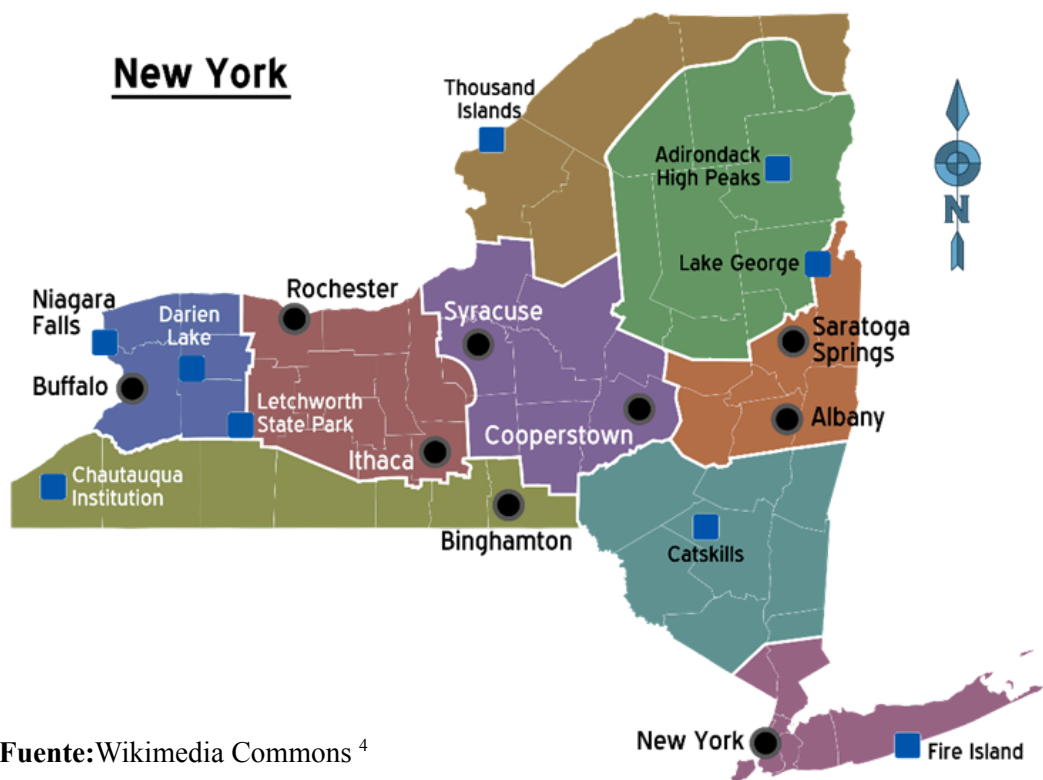 New York
Thousand
Islands
Adirondack
High Peaks
N
Lake George
Niagara
Falls
Darien
Lake
Rochester
Syracuse
Saratoga
Springs
Buffalo
Letchworth
State Park
Cooperstown
Albany
Ithaca
Chautauqua
Institution
Binghamton
Catskills
New York
Fire Island
Fuente:Wikimedia Commons 4